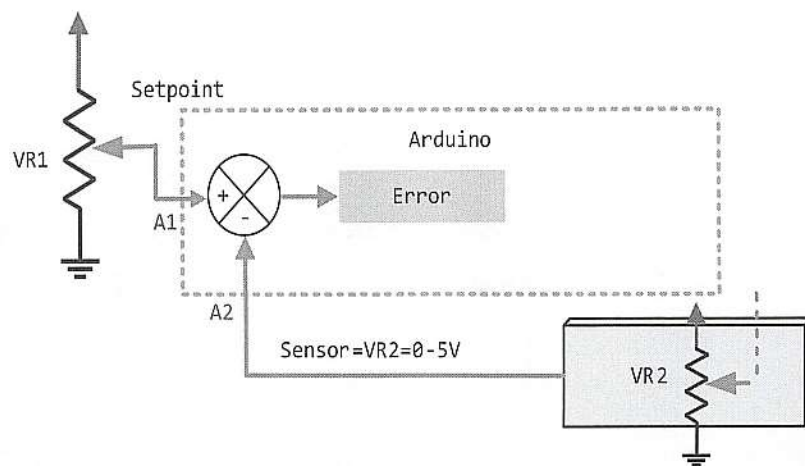 Setpoint
Arduino
VR1
+
Error
-
A1
A2
Sensor=VR2=0-5V
VR2